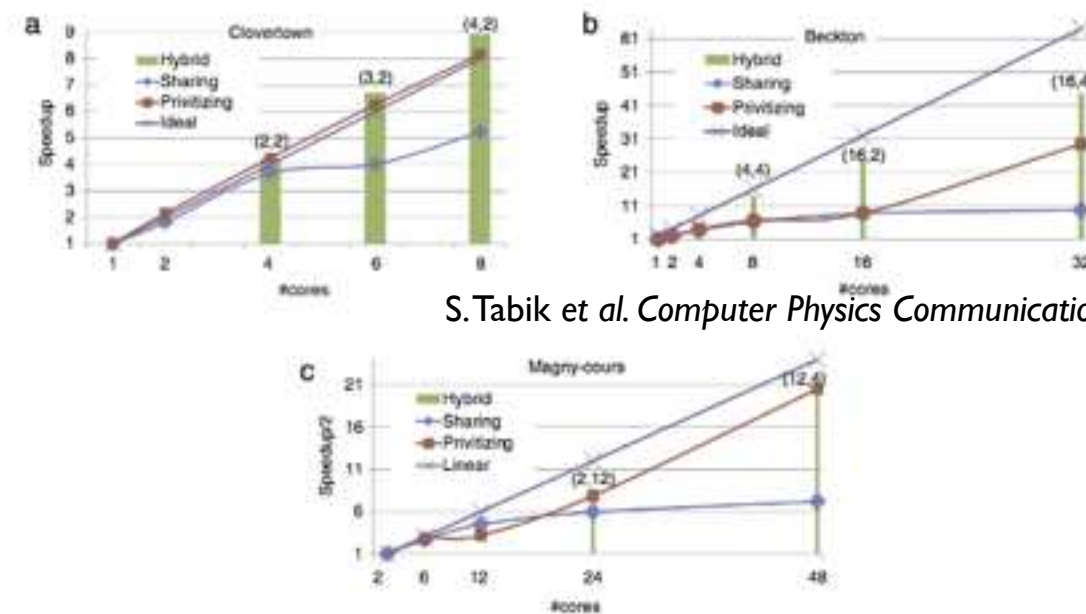 a
Clovertown
9
8
7
6
5
4
3
2
1
Speedup
Hybrid
Sharing
Privitizing
Ideal
(2,2)
(3,2)
(4,2)
1 2 4 6 8
#cores
b
Beckton
61
51
41
31
21
11
1
Speedup
Hybrid
Sharing
Privitizing
Ideal
(4,4)
(16,2)
(16,4
1 2 4 8 16 32
#cores
S. Tabik et al. Computer Physics Communicatio
c
Magny-cours
21
16
11
6
1
Speedup/2
Hybrid
Sharing
Privitizing
Linear
(2,12)
(12,4)
2 6 12 24 48
#cores